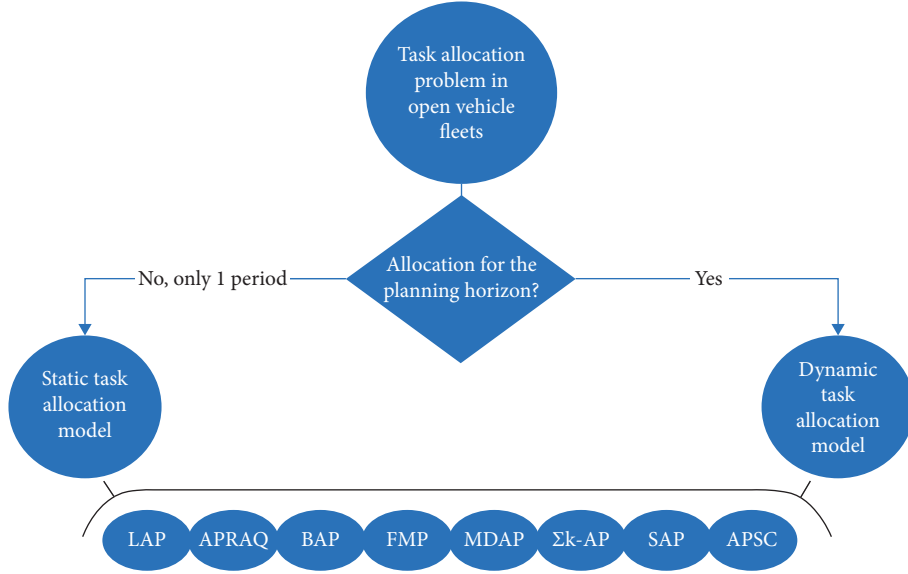 Task allocation
problem in
open vehicle
fleets
Allocation for the
planning horizon?
No, only 1 period
Yes
Static task
allocation
model
Dynamic
task
allocation
model
LAP APRAQ BAP FMP MDAP Σk-AP SAP APSC